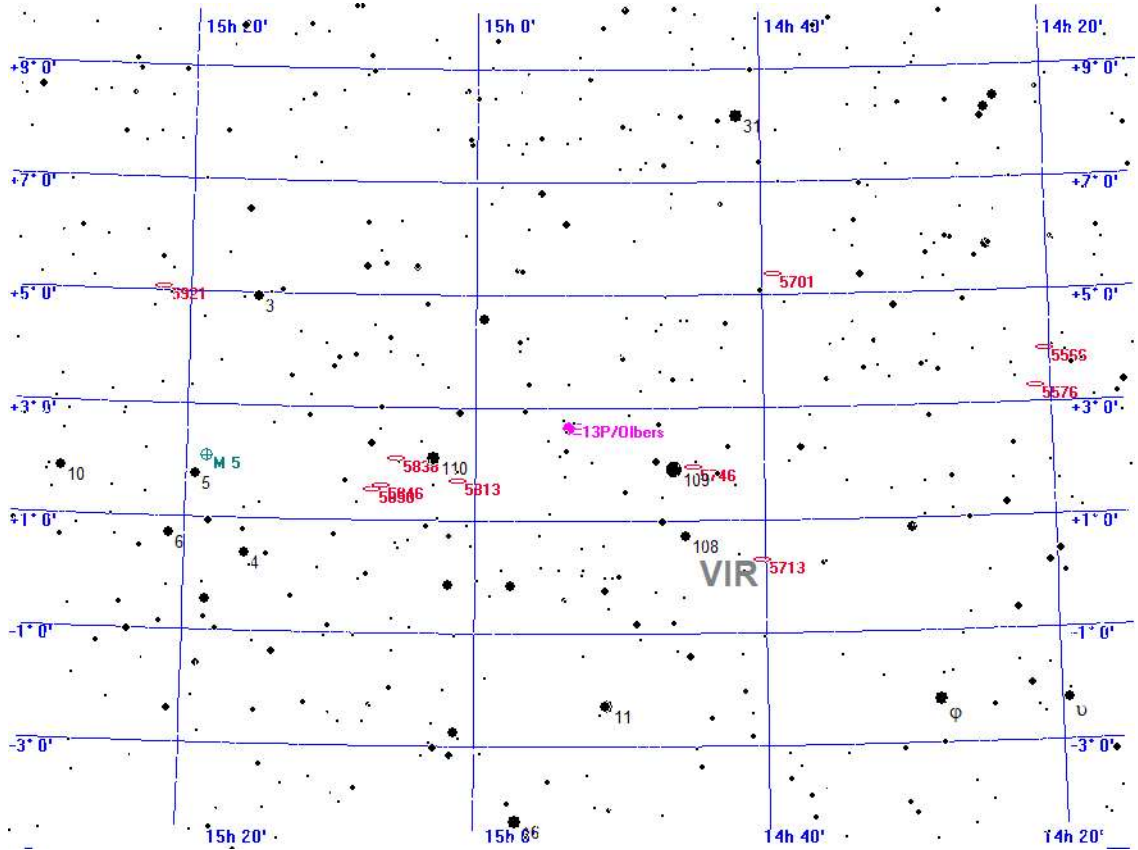 15h 20' 15h 0' 14h 40' 14h 20'
+9° 0' +9° 0'
31
+7° 0' +7° 0'
5701
5921 +5° 0' +5° 0'
3
5566
5576
+3° 0' +3° 0'
13P/Olbers
M 5 5838 110 5746
10 5 5846 5813 109
5850
+1° 0' +1° 0'
6 4 108
VIR 5713
-1° 0' -1° 0'
11 φ υ
-3° 0' -3° 0'
16
15h 20' 15h 0' 14h 40' 14h 20'